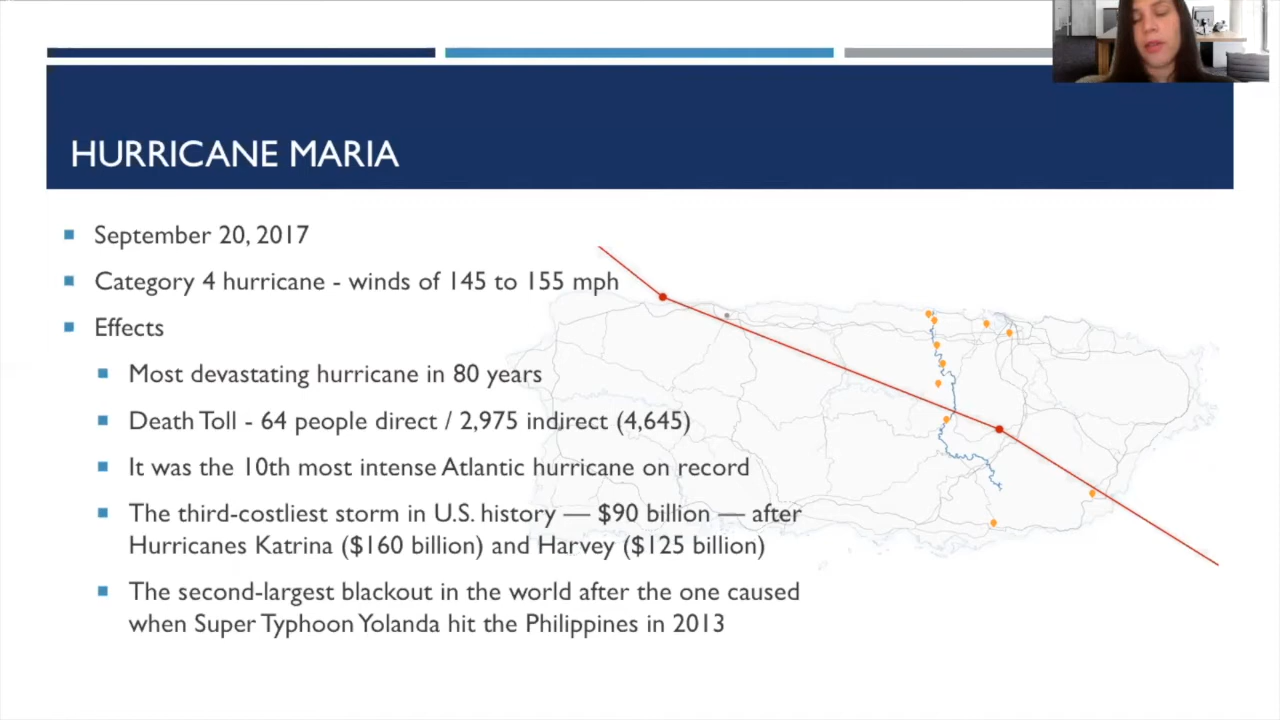 HURRICANE MARIA
September 20, 2017
Category 4 hurricane - winds of 145 to 155 mph
Effects
Most devastating hurricane in 80 years
Death Toll - 64 people direct / 2,975 indirect (4,645)
It was the 10th most intense Atlantic hurricane on record
The third-costliest storm in U.S. history — $90 billion — after
Hurricanes Katrina ($160 billion) and Harvey ($125 billion)
The second-largest blackout in the world after the one caused
when Super Typhoon Yolanda hit the Philippines in 2013